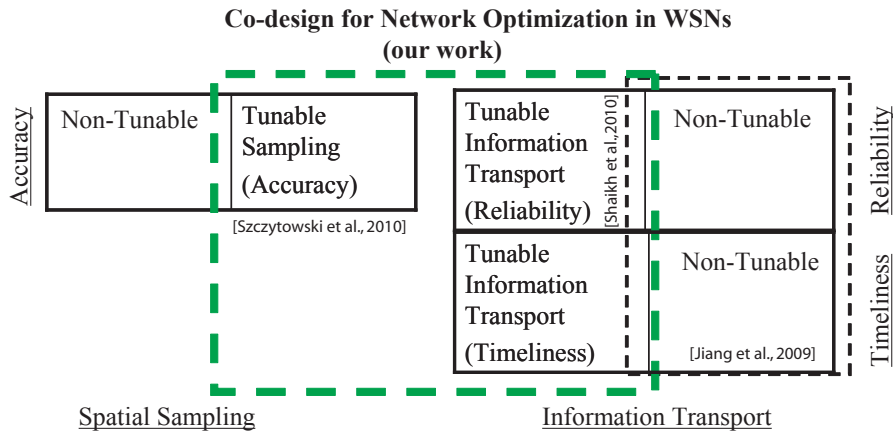 Co-design for Network Optimization in WSNs
(our work)
Accuracy
Non-Tunable
Tunable
Sampling
(Accuracy)
[Szczytowski et al., 2010]
Tunable
Information
Transport
(Reliability)
[Shaikh et al., 2010]
Non-Tunable
Reliability
Tunable
Information
Transport
(Timeliness)
Non-Tunable
[Jiang et al., 2009]
Timeliness
Spatial Sampling
Information Transport